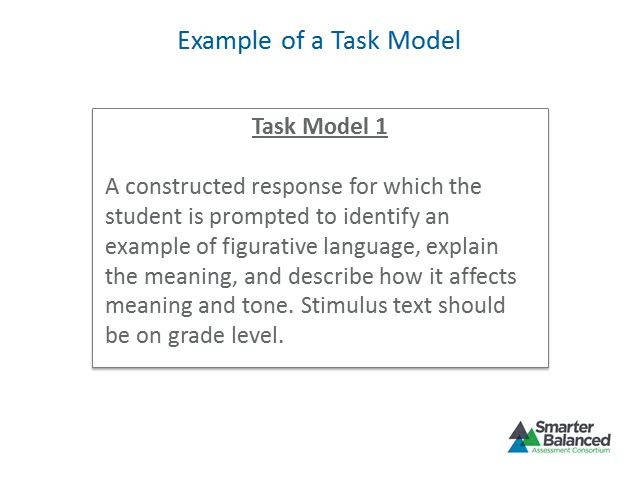 Example of a Task Model
Task Model 1
A constructed response for which the
student is prompted to identify an
example of figurative language, explain
the meaning, and describe how it affects
meaning and tone. Stimulus text should
be on grade level.
Smarter
Balanced
Assessment Consortium